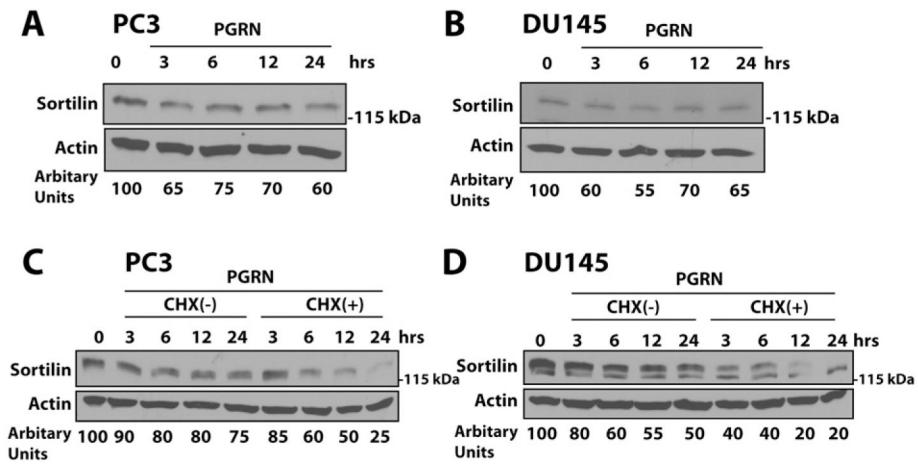 A PC3
PGRN
0 3 6 12 24 hrs
Sortilin
-115 kDa
Actin
Arbitary
Units
100 65 75 70 60
B DU145
PGRN
0 3 6 12 24 hrs
Sortilin
-115 kDa
Actin
Arbitary
Units
100 60 55 70 65
C PC3
PGRN
CHX(-) CHX(+)
0 3 6 12 24 3 6 12 24 hrs
Sortilin
-115 kDa
Actin
Arbitary
Units
100 90 80 80 75 85 60 50 25
D DU145
PGRN
CHX(-) CHX(+)
0 3 6 12 24 3 6 12 24 hrs
Sortilin
-115 kDa
Actin
Arbitary
Units
100 80 60 55 50 40 40 20 20